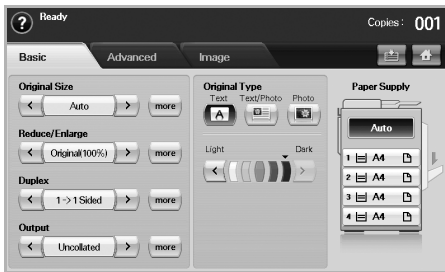 ? Ready
Copies: 001
Basic
Advanced
Image
Original Size
< Auto > more
Reduce/Enlarge
< Original(100%) > more
Duplex
< 1 -> 1 Sided > more
Output
< Uncollated > more
Original Type
Text Text/Photo Photo
A
Light Dark
< >
Paper Supply
Auto
1 A4
2 A4
3 A4
4 A4